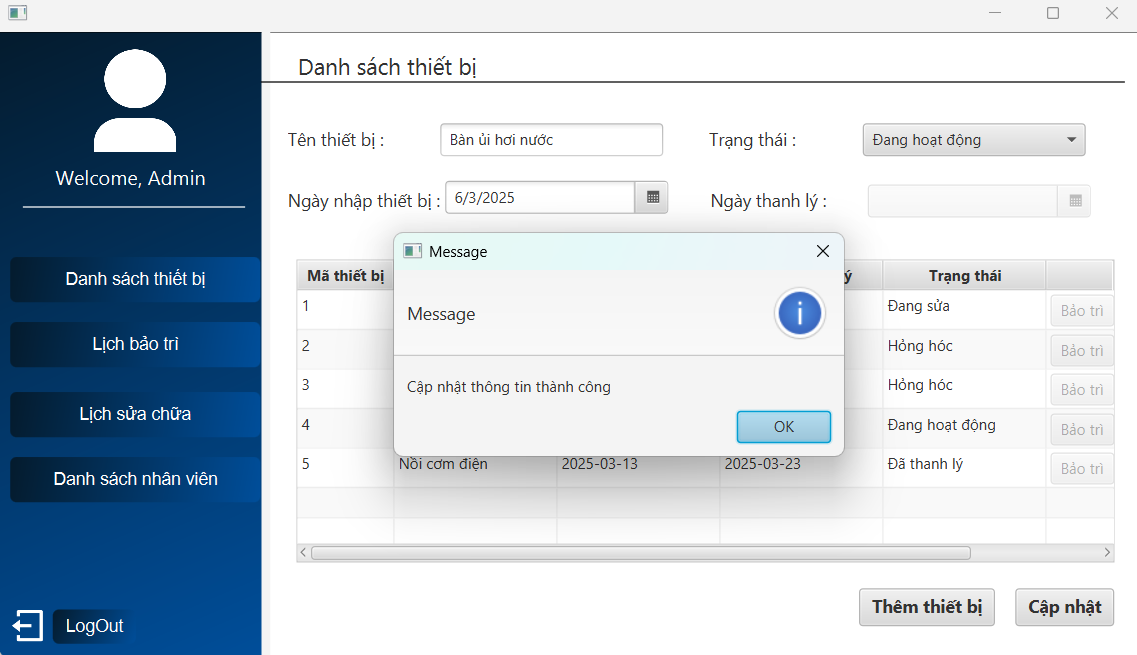 Danh sách thiết bị
Welcome, Admin
Danh sách thiết bị
Lịch bảo trì
Lịch sửa chữa
Danh sách nhân viên
LogOut
Tên thiết bị :
Bàn ủi hơi nước
Trạng thái :
Đang hoạt động
Ngày nhập thiết bị :
6/3/2025
Ngày thanh lý :
Message
Message
Cập nhật thông tin thành công
OK
Mã thiết bị ý Trạng thái
1 Đang sửa Bảo trì
2 Hỏng hóc Bảo trì
3 Hỏng hóc Bảo trì
4 Đang hoạt động Bảo trì
5 Nồi cơm điện 2025-03-13 2025-03-23 Đã thanh lý Bảo trì
Thêm thiết bị
Cập nhật